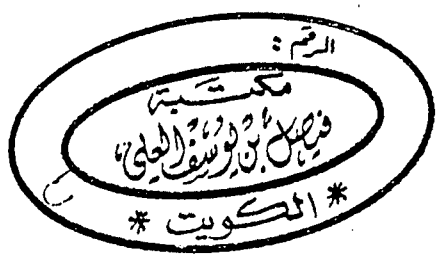 الرقم :
مكتبة
فيصل بن يوسف العلي
* الكويت *